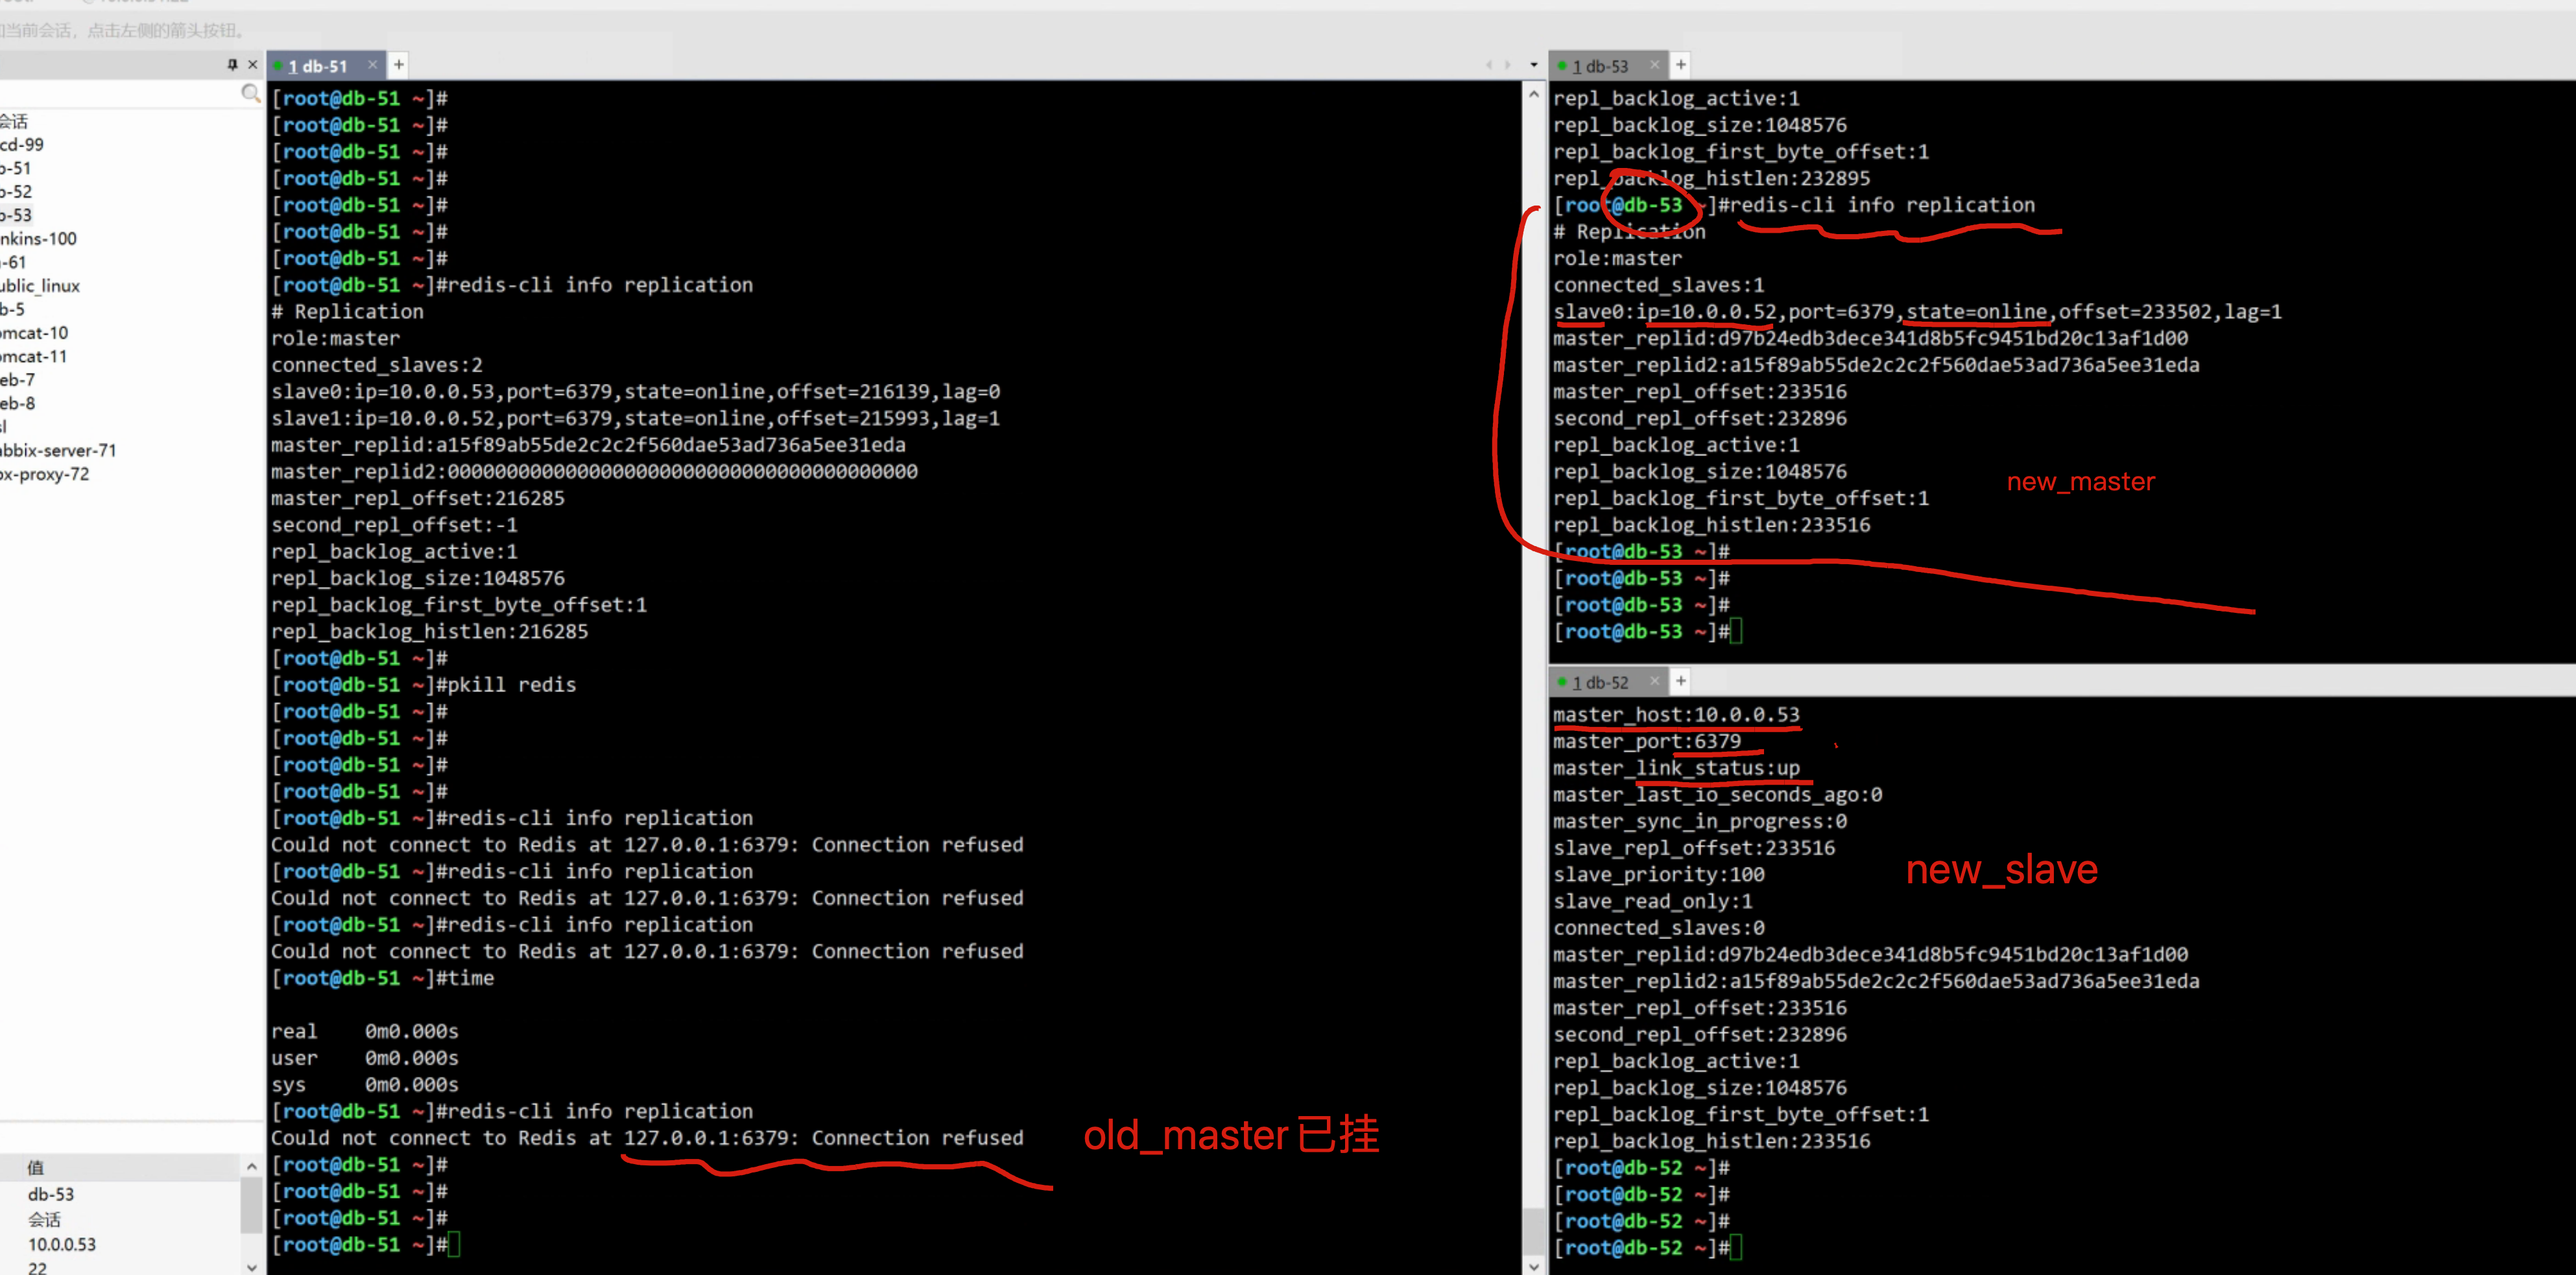 当前会话，点击左侧的箭头按钮。
会话
cd-99
-51
-52
-53
nkins-100
-61
ublic_linux
b-5
omcat-10
omcat-11
eb-7
eb-8
abbix-server-71
ox-proxy-72
值
db-53
会话
10.0.0.53
22
1 db-51
[root@db-51 ~]#
[root@db-51 ~]#
[root@db-51 ~]#
[root@db-51 ~]#
[root@db-51 ~]#
[root@db-51 ~]#
[root@db-51 ~]#
[root@db-51 ~]#redis-cli info replication
# Replication
role:master
connected_slaves:2
slave0:ip=10.0.0.53,port=6379,state=online,offset=216139,lag=0
slave1:ip=10.0.0.52,port=6379,state=online,offset=215993,lag=1
master_replid:a15f89ab55de2c2c2f560dae53ad736a5ee31eda
master_replid2:0000000000000000000000000000000000000000
master_repl_offset:216285
second_repl_offset:-1
repl_backlog_active:1
repl_backlog_size:1048576
repl_backlog_first_byte_offset:1
repl_backlog_histlen:216285
[root@db-51 ~]#
[root@db-51 ~]#pkill redis
[root@db-51 ~]#
[root@db-51 ~]#
[root@db-51 ~]#
[root@db-51 ~]#
[root@db-51 ~]#redis-cli info replication
Could not connect to Redis at 127.0.0.1:6379: Connection refused
[root@db-51 ~]#redis-cli info replication
Could not connect to Redis at 127.0.0.1:6379: Connection refused
[root@db-51 ~]#redis-cli info replication
Could not connect to Redis at 127.0.0.1:6379: Connection refused
[root@db-51 ~]#time
real 0m0.000s
user 0m0.000s
sys 0m0.000s
[root@db-51 ~]#redis-cli info replication
Could not connect to Redis at 127.0.0.1:6379: Connection refused
old_master已挂
[root@db-51 ~]#
[root@db-51 ~]#
[root@db-51 ~]#
[root@db-51 ~]#
1 db-53
repl_backlog_active:1
repl_backlog_size:1048576
repl_backlog_first_byte_offset:1
repl_backlog_histlen:232895
[root@db-53 ~]#redis-cli info replication
# Replication
role:master
connected_slaves:1
slave0:ip=10.0.0.52,port=6379,state=online,offset=233502,lag=1
master_replid:d97b24edb3dece341d8b5fc9451bd20c13af1d00
master_replid2:a15f89ab55de2c2c2f560dae53ad736a5ee31eda
master_repl_offset:233516
second_repl_offset:232896
repl_backlog_active:1
repl_backlog_size:1048576
new_master
repl_backlog_first_byte_offset:1
repl_backlog_histlen:233516
[root@db-53 ~]#
[root@db-53 ~]#
[root@db-53 ~]#
[root@db-53 ~]#
1 db-52
master_host:10.0.0.53
master_port:6379
master_link_status:up
master_last_io_seconds_ago:0
master_sync_in_progress:0
slave_repl_offset:233516
new_slave
slave_priority:100
slave_read_only:1
connected_slaves:0
master_replid:d97b24edb3dece341d8b5fc9451bd20c13af1d00
master_replid2:a15f89ab55de2c2c2f560dae53ad736a5ee31eda
master_repl_offset:233516
second_repl_offset:232896
repl_backlog_active:1
repl_backlog_size:1048576
repl_backlog_first_byte_offset:1
repl_backlog_histlen:233516
[root@db-52 ~]#
[root@db-52 ~]#
[root@db-52 ~]#
[root@db-52 ~]#